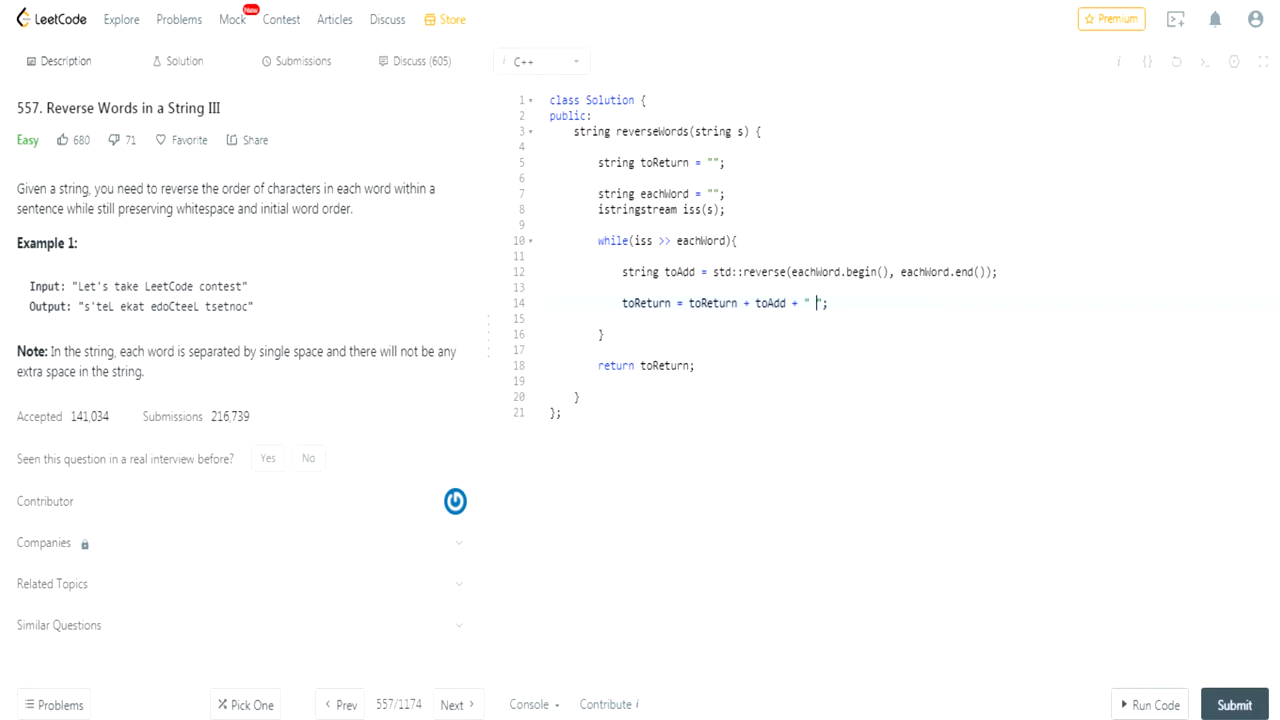 LeetCode Explore Problems Mock New Contest Articles Discuss Store Premium
Description Solution Submissions Discuss (605) i C++
557. Reverse Words in a String III
Easy 680 71 Favorite Share
Given a string, you need to reverse the order of characters in each word within a
sentence while still preserving whitespace and initial word order.
Example 1:
Input: "Let's take LeetCode contest"
Output: "s'teL ekat edoCteeL tsetnoc"
Note: In the string, each word is separated by single space and there will not be any
extra space in the string.
Accepted 141,034 Submissions 216,739
Seen this question in a real interview before? Yes No
Contributor
Companies
Related Topics
Similar Questions
1 class Solution {
2 public:
3 string reverseWords(string s) {
4
5 string toReturn = "";
6
7 string eachWord = "";
8 istringstream iss(s);
9
10 while(iss >> eachWord){
11
12 string toAdd = std::reverse(eachWord.begin(), eachWord.end());
13
14 toReturn = toReturn + toAdd + " ";
15
16 }
17
18 return toReturn;
19
20 }
21 };
Problems Pick One < Prev 557/1174 Next > Console Contribute i Run Code Submit